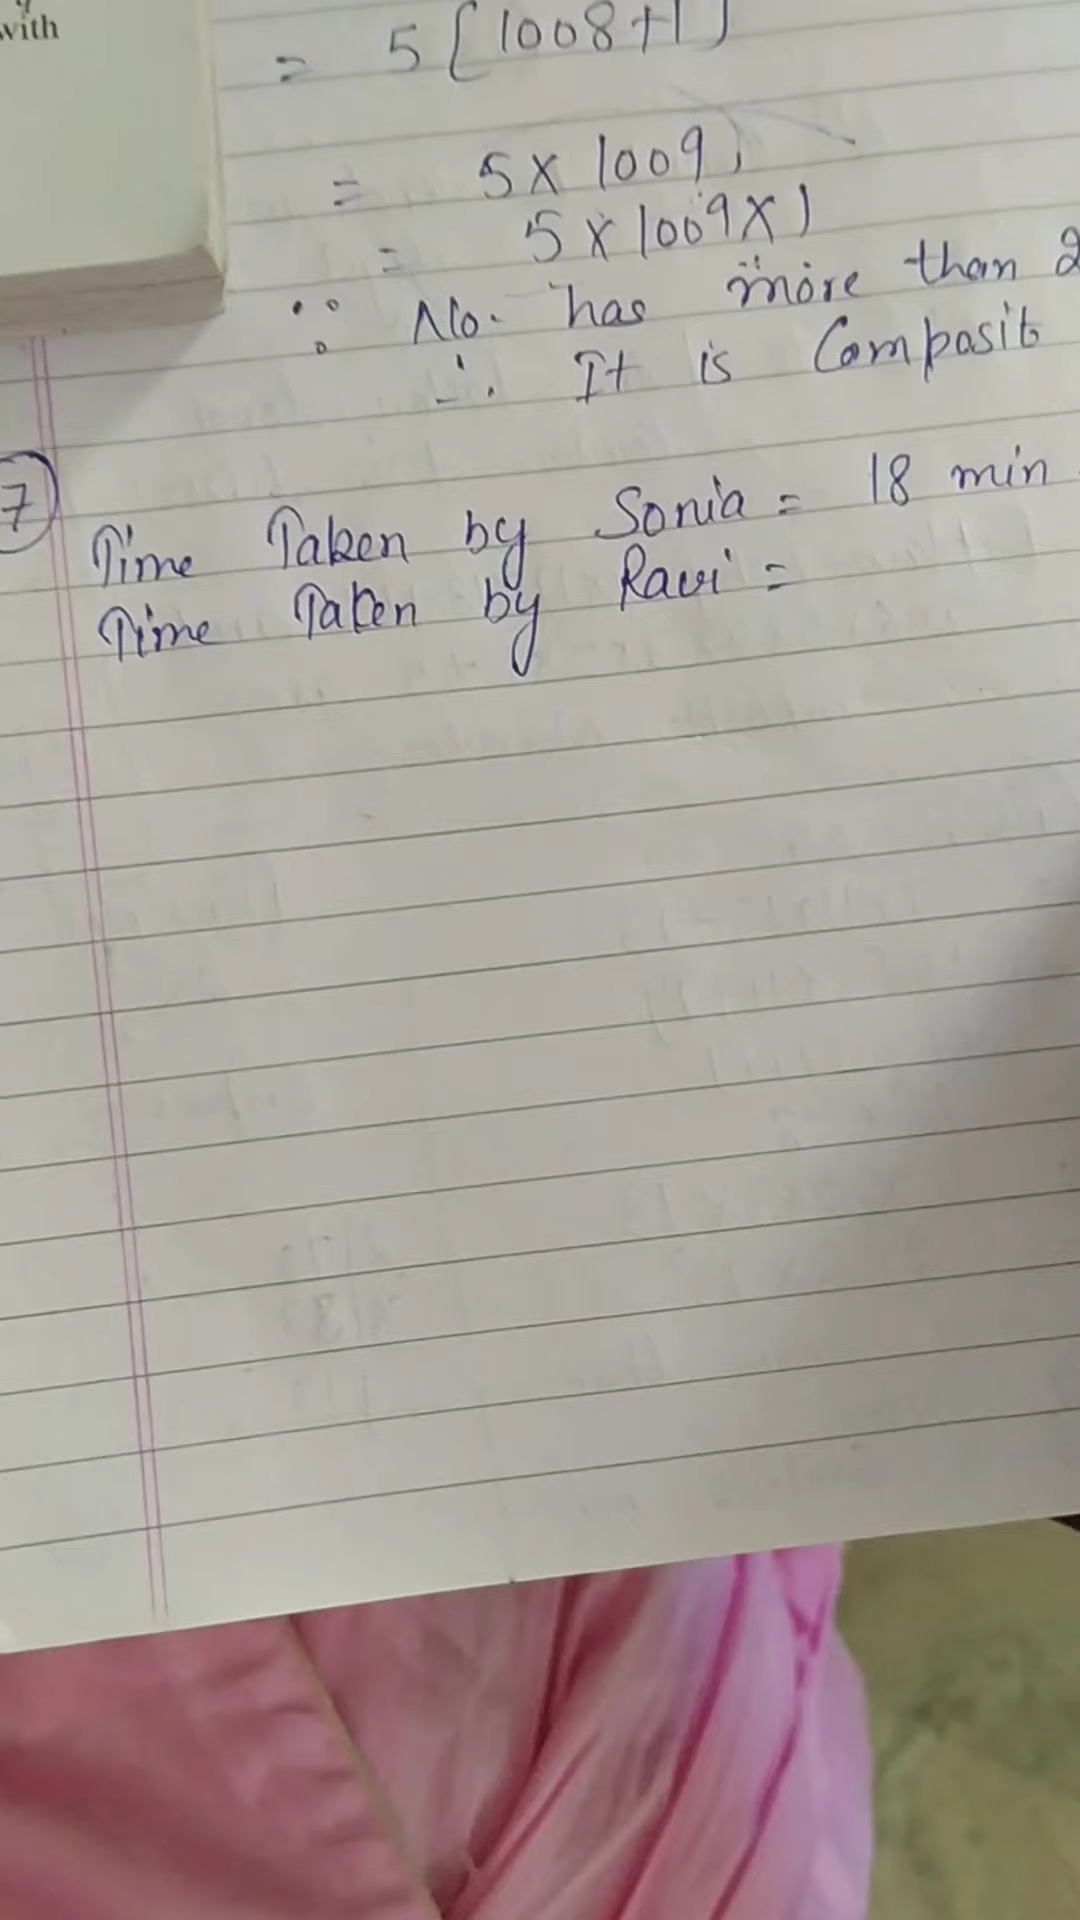 with
= 5[1008+1]
= 5 x 1009,
= 5 x 1009 x 1
∵ No. has more than 2
∴ It is Composit
7 Time Taken by Sonia = 18 min
Time Taken by Ravi =